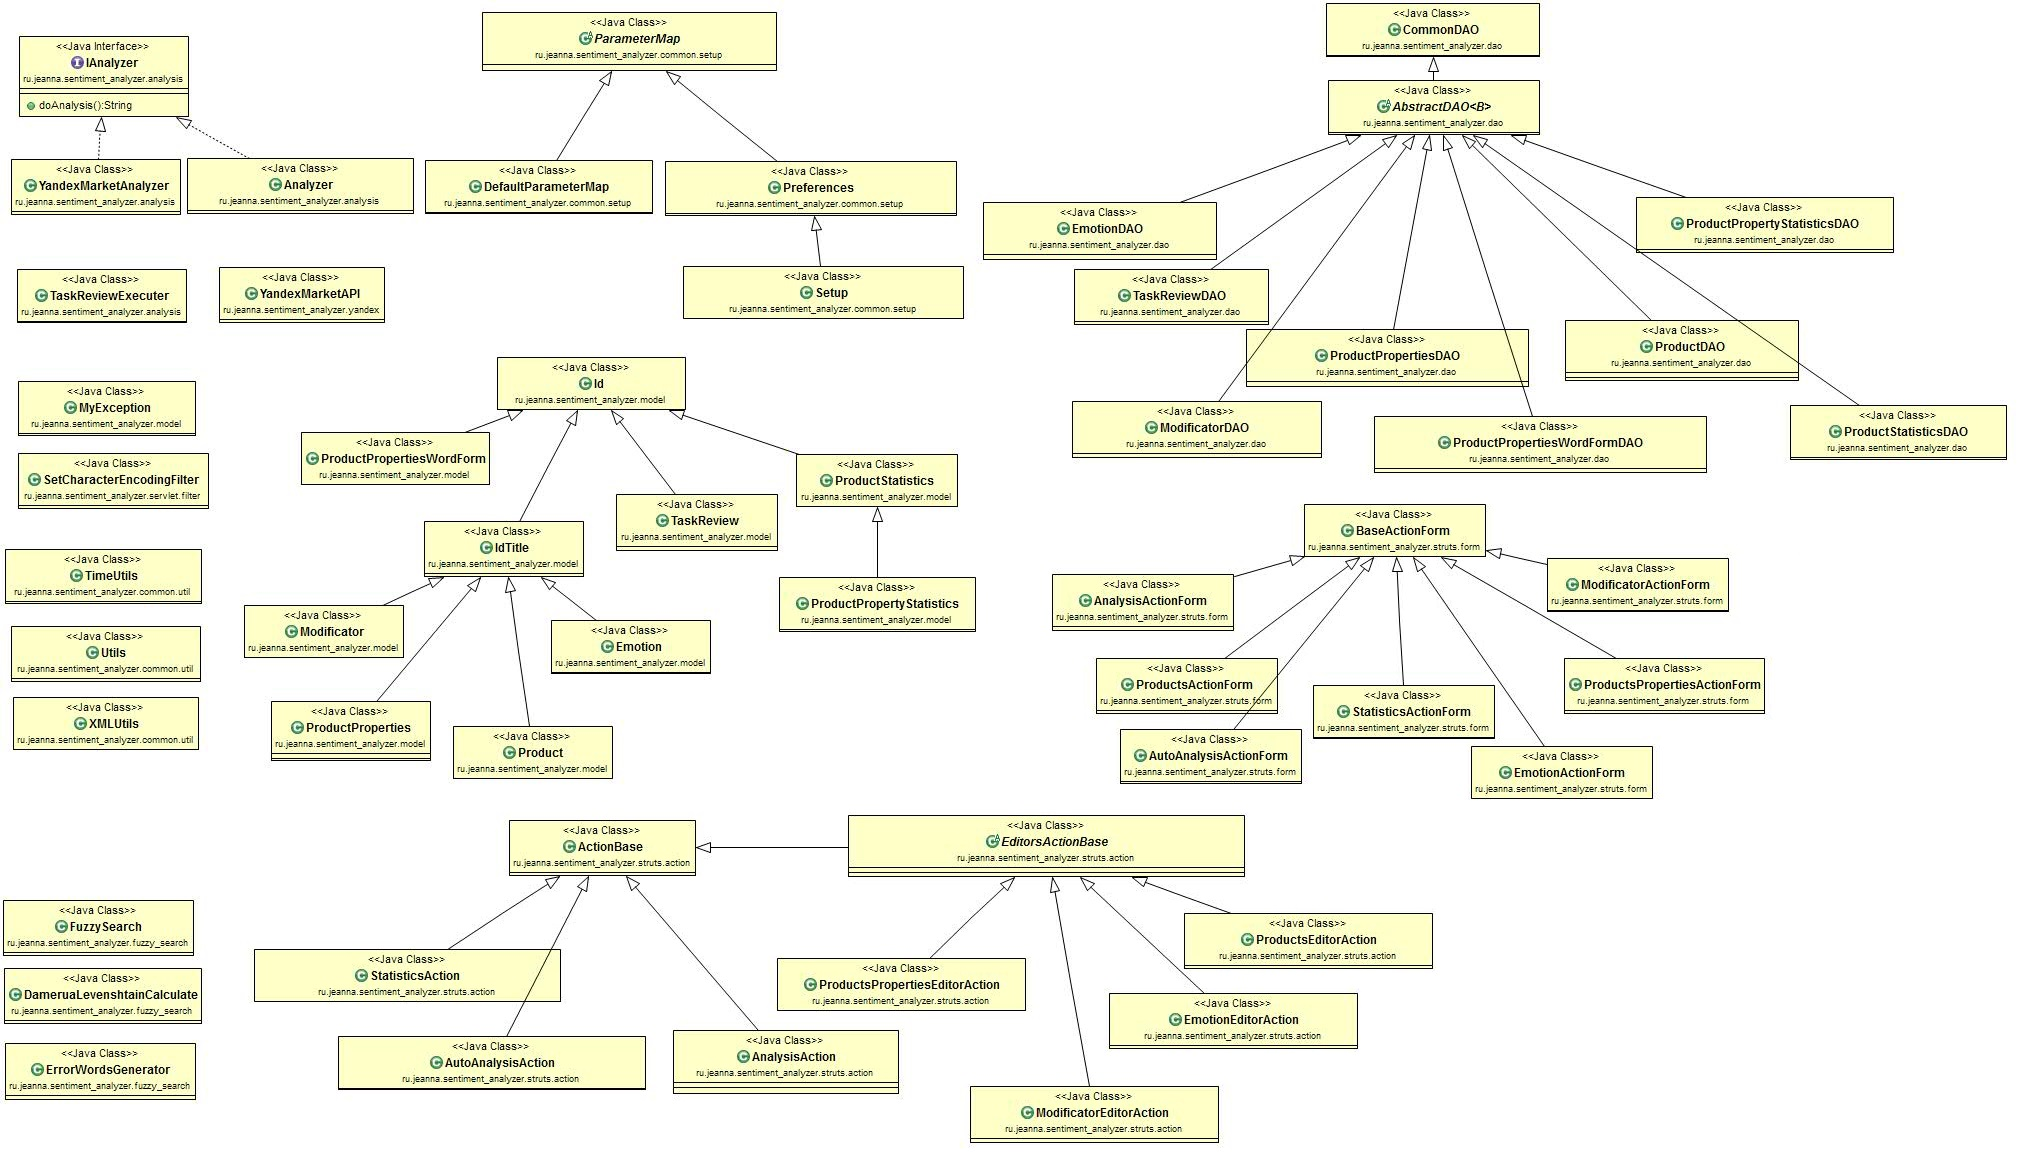 <<Java Interface>>
IAnalyzer
ru.jeanna.sentiment_analyzer.analysis
doAnalysis():String
<<Java Class>>
YandexMarketAnalyzer
ru.jeanna.sentiment_analyzer.analysis
<<Java Class>>
Analyzer
ru.jeanna.sentiment_analyzer.analysis
<<Java Class>>
ParameterMap
ru.jeanna.sentiment_analyzer.common.setup
<<Java Class>>
DefaultParameterMap
ru.jeanna.sentiment_analyzer.common.setup
<<Java Class>>
Preferences
ru.jeanna.sentiment_analyzer.common.setup
<<Java Class>>
Setup
ru.jeanna.sentiment_analyzer.common.setup
<<Java Class>>
CommonDAO
ru.jeanna.sentiment_analyzer.dao
<<Java Class>>
AbstractDAO<B>
ru.jeanna.sentiment_analyzer.dao
<<Java Class>>
EmotionDAO
ru.jeanna.sentiment_analyzer.dao
<<Java Class>>
ProductPropertyStatisticsDAO
ru.jeanna.sentiment_analyzer.dao
<<Java Class>>
TaskReviewDAO
ru.jeanna.sentiment_analyzer.dao
<<Java Class>>
ProductPropertiesDAO
ru.jeanna.sentiment_analyzer.dao
<<Java Class>>
ProductDAO
ru.jeanna.sentiment_analyzer.dao
<<Java Class>>
ModificatorDAO
ru.jeanna.sentiment_analyzer.dao
<<Java Class>>
ProductPropertiesWordFormDAO
ru.jeanna.sentiment_analyzer.dao
<<Java Class>>
ProductStatisticsDAO
ru.jeanna.sentiment_analyzer.dao
<<Java Class>>
TaskReviewExecuter
ru.jeanna.sentiment_analyzer.analysis
<<Java Class>>
YandexMarketAPI
ru.jeanna.sentiment_analyzer.yandex
<<Java Class>>
MyException
ru.jeanna.sentiment_analyzer.model
<<Java Class>>
SetCharacterEncodingFilter
ru.jeanna.sentiment_analyzer.servlet.filter
<<Java Class>>
TimeUtils
ru.jeanna.sentiment_analyzer.common.util
<<Java Class>>
Utils
ru.jeanna.sentiment_analyzer.common.util
<<Java Class>>
XMLUtils
ru.jeanna.sentiment_analyzer.common.util
<<Java Class>>
Id
ru.jeanna.sentiment_analyzer.model
<<Java Class>>
ProductPropertiesWordForm
ru.jeanna.sentiment_analyzer.model
<<Java Class>>
ProductStatistics
ru.jeanna.sentiment_analyzer.model
<<Java Class>>
TaskReview
ru.jeanna.sentiment_analyzer.model
<<Java Class>>
IdTitle
ru.jeanna.sentiment_analyzer.model
<<Java Class>>
ProductPropertyStatistics
ru.jeanna.sentiment_analyzer.model
<<Java Class>>
Modificator
ru.jeanna.sentiment_analyzer.model
<<Java Class>>
Emotion
ru.jeanna.sentiment_analyzer.model
<<Java Class>>
ProductProperties
ru.jeanna.sentiment_analyzer.model
<<Java Class>>
Product
ru.jeanna.sentiment_analyzer.model
<<Java Class>>
BaseActionForm
ru.jeanna.sentiment_analyzer.struts.form
<<Java Class>>
AnalysisActionForm
ru.jeanna.sentiment_analyzer.struts.form
<<Java Class>>
ModificatorActionForm
ru.jeanna.sentiment_analyzer.struts.form
<<Java Class>>
ProductsActionForm
ru.jeanna.sentiment_analyzer.struts.form
<<Java Class>>
StatisticsActionForm
ru.jeanna.sentiment_analyzer.struts.form
<<Java Class>>
ProductsPropertiesActionForm
ru.jeanna.sentiment_analyzer.struts.form
<<Java Class>>
AutoAnalysisActionForm
ru.jeanna.sentiment_analyzer.struts.form
<<Java Class>>
EmotionActionForm
ru.jeanna.sentiment_analyzer.struts.form
<<Java Class>>
ActionBase
ru.jeanna.sentiment_analyzer.struts.action
<<Java Class>>
EditorsActionBase
ru.jeanna.sentiment_analyzer.struts.action
<<Java Class>>
FuzzySearch
ru.jeanna.sentiment_analyzer.fuzzy_search
<<Java Class>>
DameruaLevenshtainCalculate
ru.jeanna.sentiment_analyzer.fuzzy_search
<<Java Class>>
ErrorWordsGenerator
ru.jeanna.sentiment_analyzer.fuzzy_search
<<Java Class>>
StatisticsAction
ru.jeanna.sentiment_analyzer.struts.action
<<Java Class>>
AutoAnalysisAction
ru.jeanna.sentiment_analyzer.struts.action
<<Java Class>>
AnalysisAction
ru.jeanna.sentiment_analyzer.struts.action
<<Java Class>>
ProductsPropertiesEditorAction
ru.jeanna.sentiment_analyzer.struts.action
<<Java Class>>
ProductsEditorAction
ru.jeanna.sentiment_analyzer.struts.action
<<Java Class>>
EmotionEditorAction
ru.jeanna.sentiment_analyzer.struts.action
<<Java Class>>
ModificatorEditorAction
ru.jeanna.sentiment_analyzer.struts.action